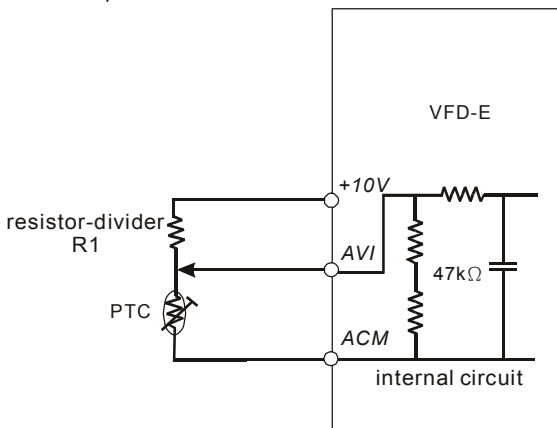 VFD-E
+10V
resistor-divider
R1
AVI
47kΩ
PTC
ACM
internal circuit